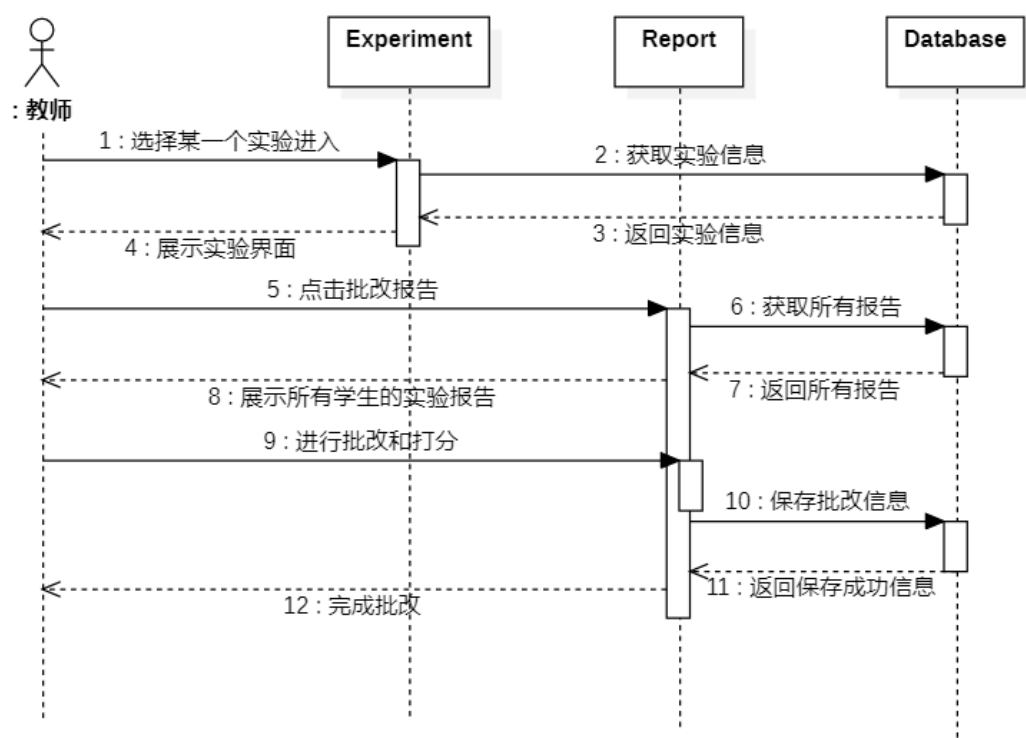 Experiment
Report
Database
: 教师
1 : 选择某一个实验进入
2 : 获取实验信息
3 : 返回实验信息
4 : 展示实验界面
5 : 点击批改报告
6 : 获取所有报告
7 : 返回所有报告
8 : 展示所有学生的实验报告
9 : 进行批改和打分
10 : 保存批改信息
11 : 返回保存成功信息
12 : 完成批改